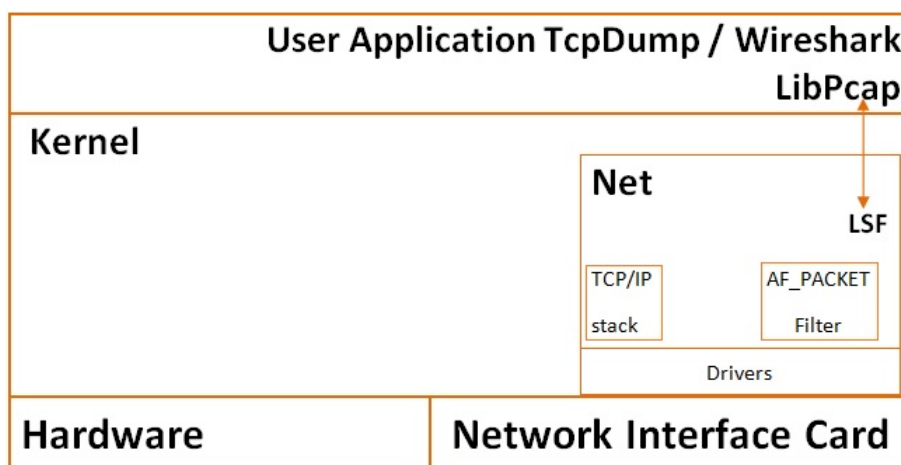 User Application TcpDump / Wireshark
LibPcap
Kernel
Net
LSF
TCP/IP
stack
AF_PACKET
Filter
Drivers
Hardware
Network Interface Card